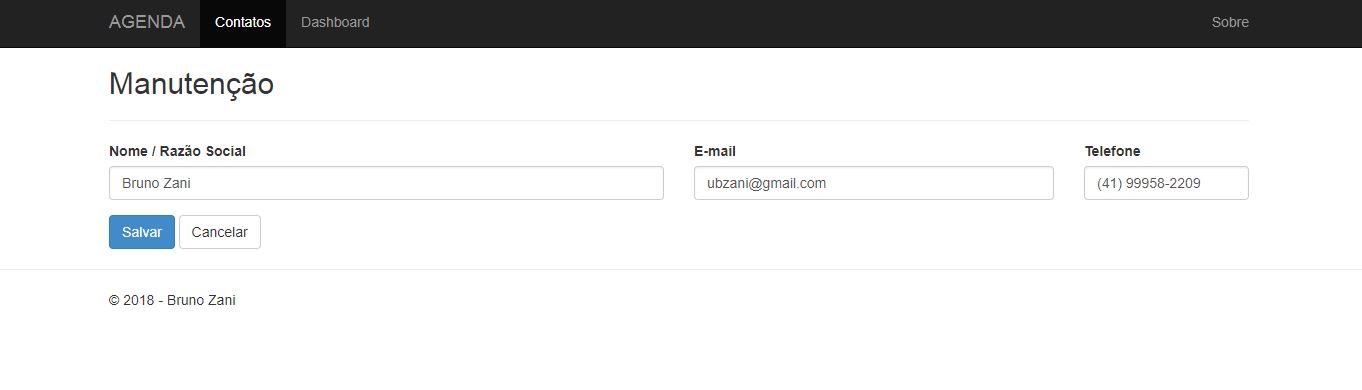 AGENDA Contatos Dashboard Sobre
Manutenção
Nome / Razão Social E-mail Telefone
Bruno Zani ubzani@gmail.com (41) 99958-2209
Salvar Cancelar
© 2018 - Bruno Zani